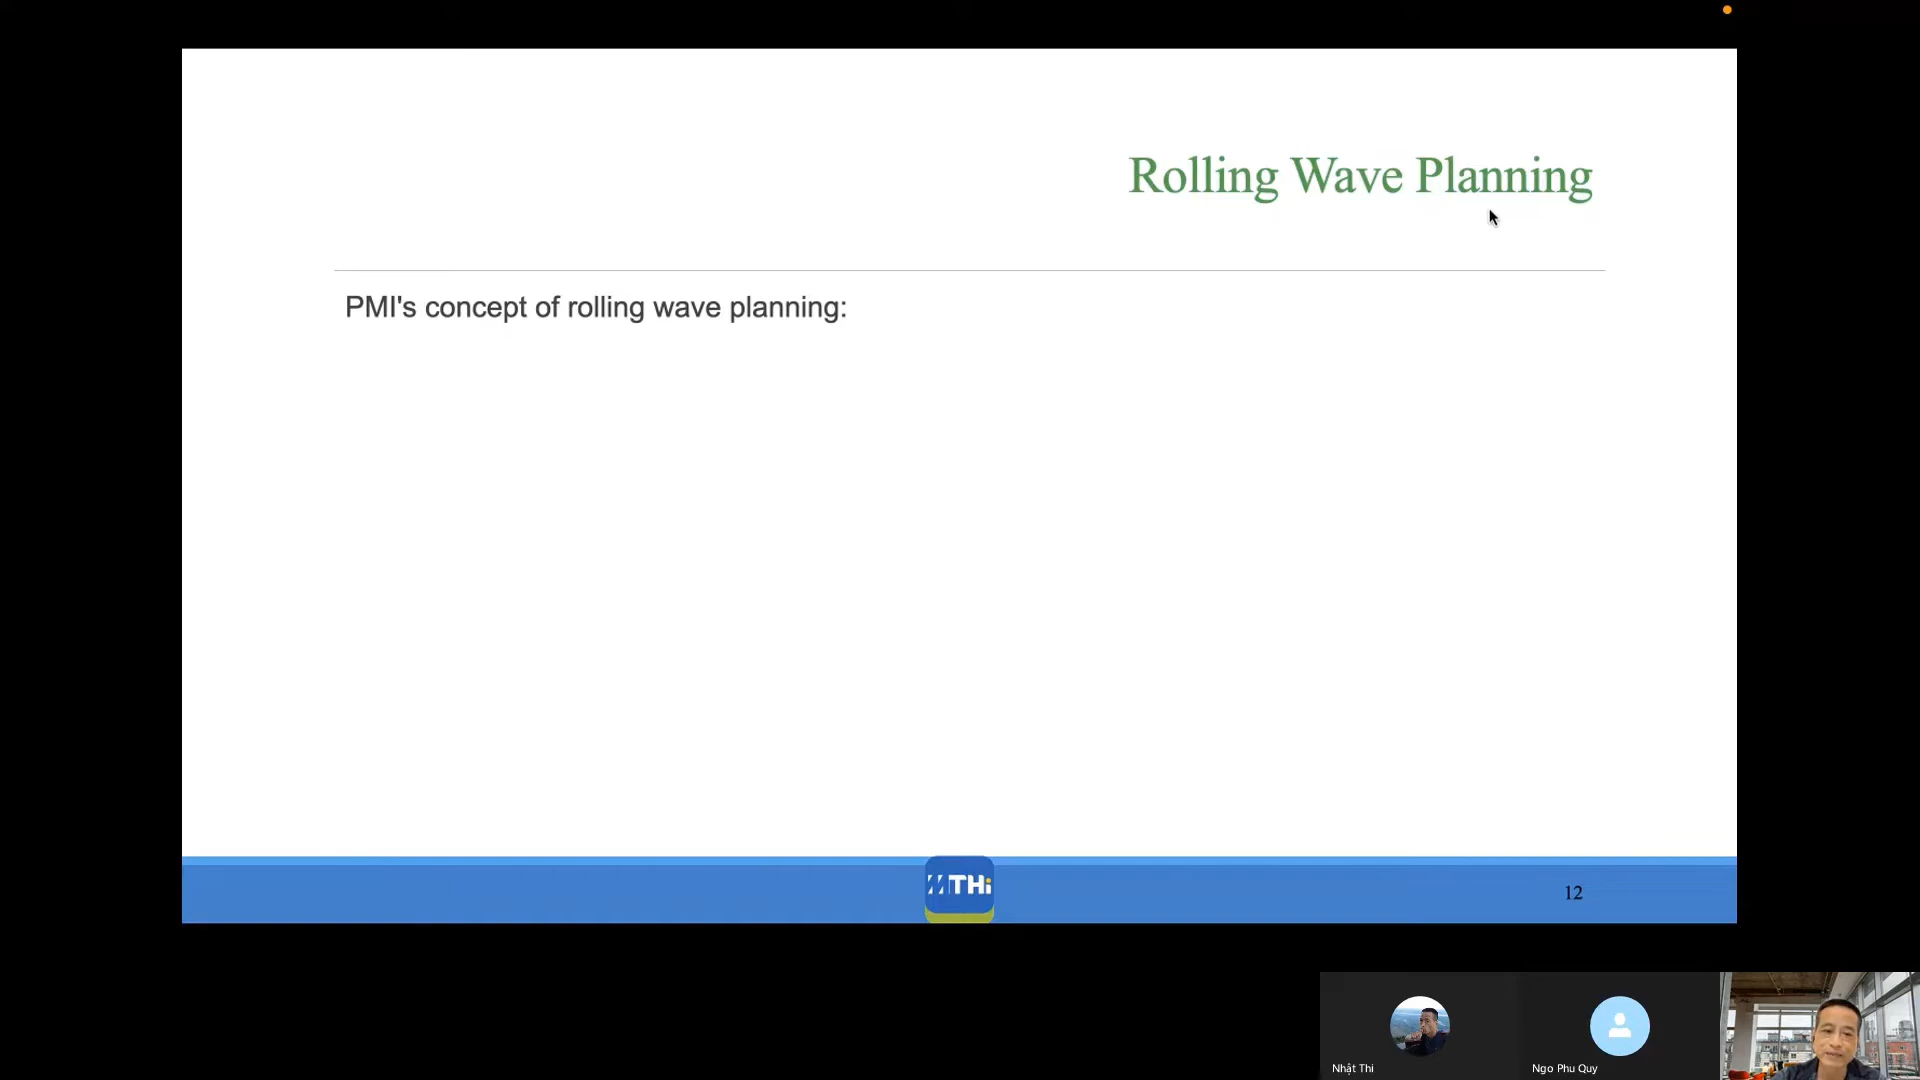 Rolling Wave Planning
PMI's concept of rolling wave planning:
THi
12
Nhật Thi
Ngo Phu Quy